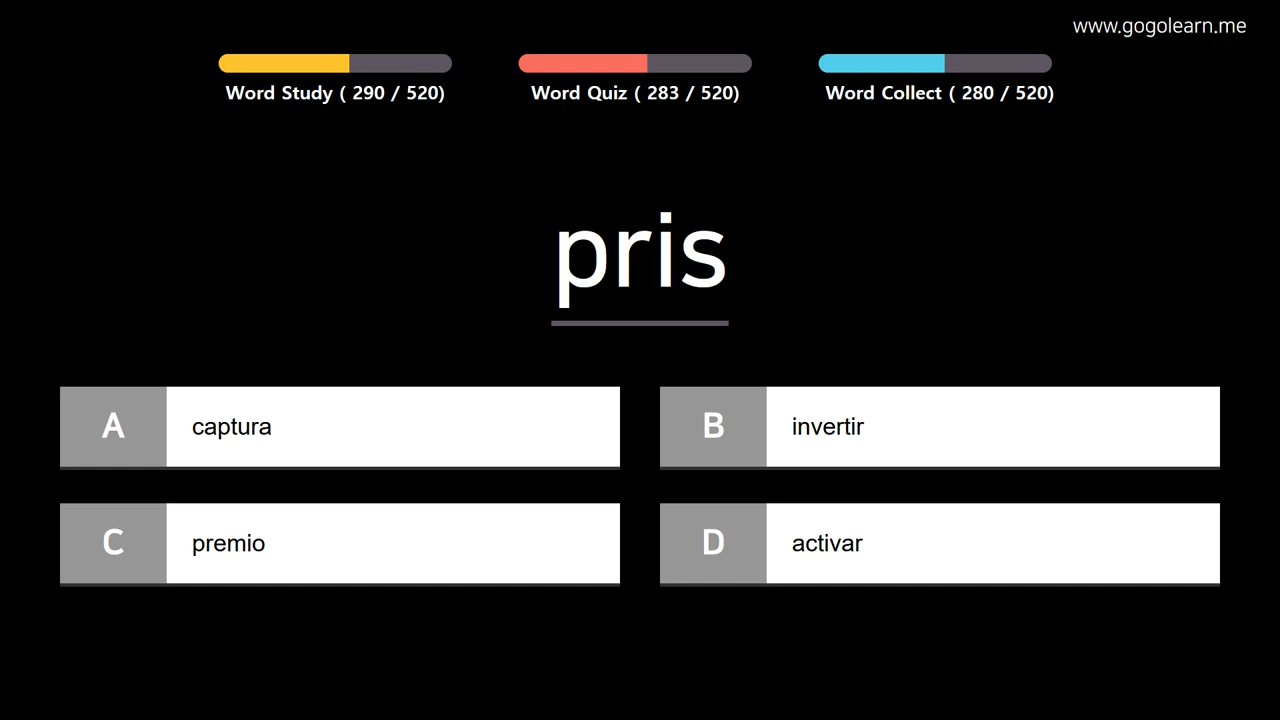 www.gogolearn.me
Word Study ( 290 / 520)
Word Quiz ( 283 / 520)
Word Collect ( 280 / 520)
pris
A captura
B invertir
C premio
D activar